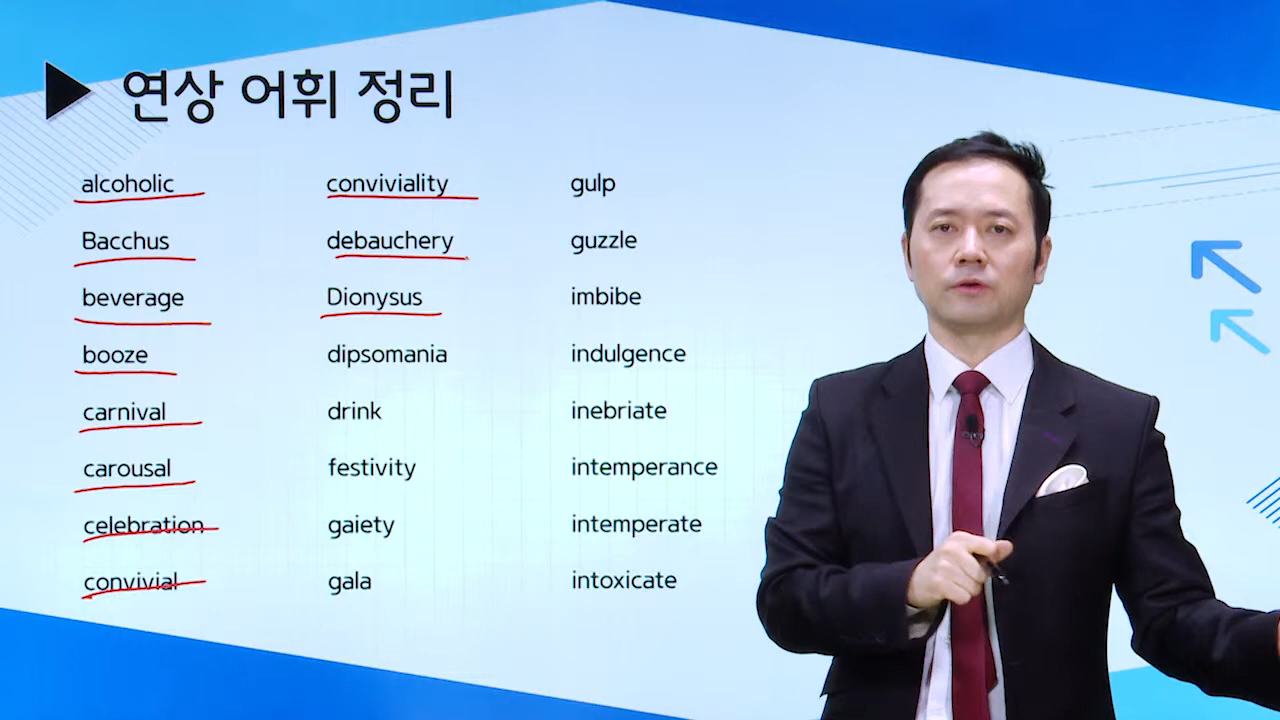 연상 어휘 정리
alcoholic
Bacchus
beverage
booze
carnival
carousal
celebration
convivial
conviviality
debauchery
Dionysus
dipsomania
drink
festivity
gaiety
gala
gulp
guzzle
imbibe
indulgence
inebriate
intemperance
intemperate
intoxicate